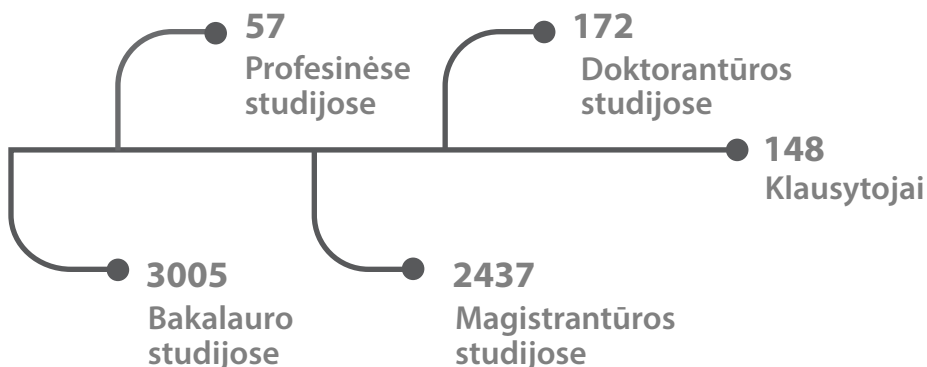 57
Profesinėse
studijose
172
Doktorantūros
studijose
148
Klausytojai
3005
Bakalauro
studijose
2437
Magistrantūros
studijose